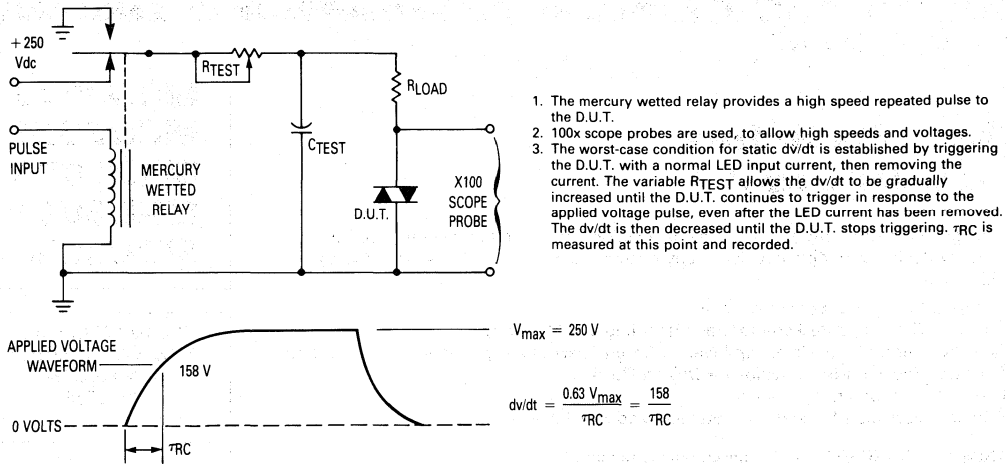 + 250
Vdc
RTEST
RLOAD
CTEST
PULSE
INPUT
MERCURY
WETTED
RELAY
D.U.T.
X100
SCOPE
PROBE
1. The mercury wetted relay provides a high speed repeated pulse to
the D.U.T.
2. 100x scope probes are used, to allow high speeds and voltages.
3. The worst-case condition for static dv/dt is established by triggering
the D.U.T. with a normal LED input current, then removing the
current. The variable RTEST allows the dv/dt to be gradually
increased until the D.U.T. continues to trigger in response to the
applied voltage pulse, even after the LED current has been removed.
The dv/dt is then decreased until the D.U.T. stops triggering. τRC is
measured at this point and recorded.
APPLIED VOLTAGE
WAVEFORM
158 V
0 VOLTS
τRC
Vmax = 250 V
dv/dt = 0.63 Vmax / τRC = 158 / τRC